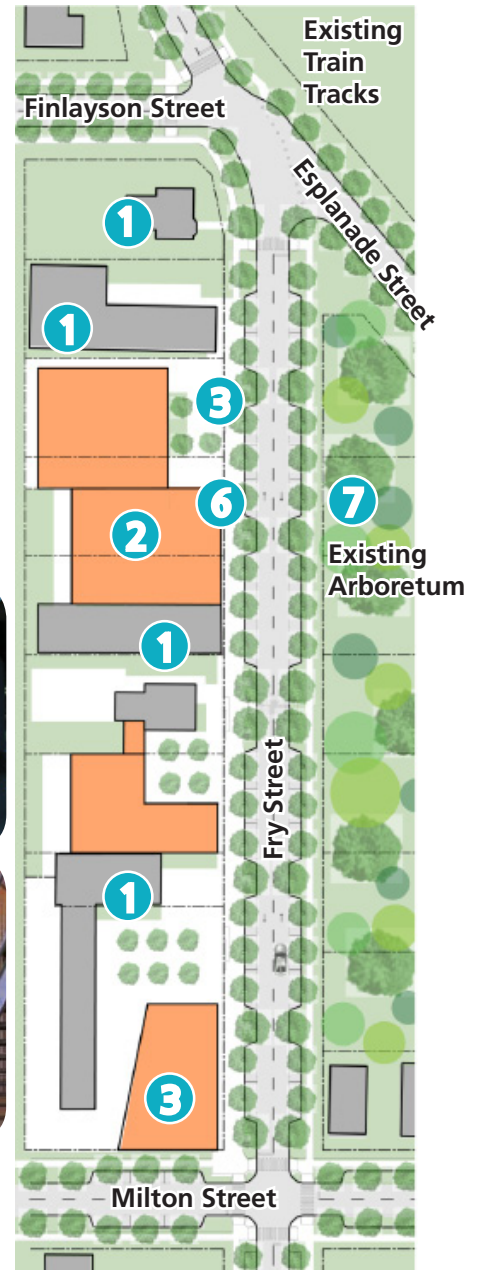 Existing
Train
Tracks
Finlayson Street
Esplanade Street
1
1
3
6
7
2
Existing
Arboretum
1
Fry Street
1
3
Milton Street